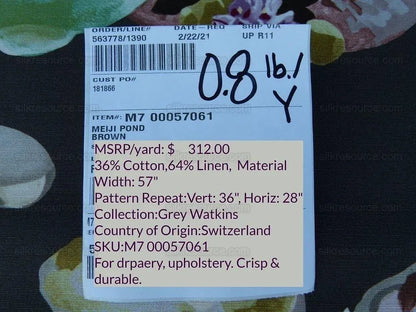 ORDER/LINE# DATE-REQ SHIP VIA
563778/1390 2/22/21 UP R11
CUST PO#
181866
0.8 lb./
Y
ITEM#: M7 00057061
MEIJI POND
BROWN
MSRP/yard: $ 312.00
36% Cotton,64% Linen, Material
Width: 57"
Pattern Repeat:Vert: 36", Horiz: 28"
Collection:Grey Watkins
Country of Origin:Switzerland
SKU:M7 00057061
For drpaery, upholstery. Crisp &
durable.